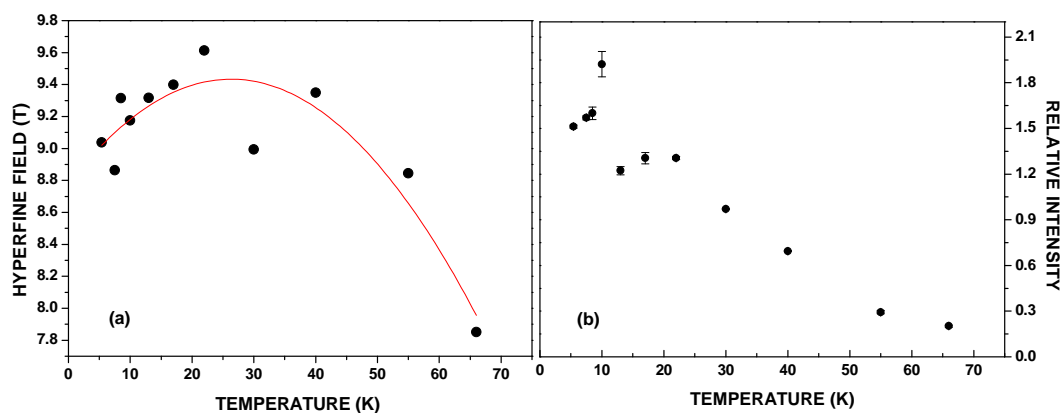 HYPERFINE FIELD (T)
9.8
9.6
9.4
9.2
9.0
8.8
8.6
8.4
8.2
8.0
7.8
(a)
0 10 20 30 40 50 60 70
TEMPERATURE (K)
(b)
0 10 20 30 40 50 60 70
TEMPERATURE (K)
2.1
1.8
1.5
1.2
0.9
0.6
0.3
0.0
RELATIVE INTENSITY